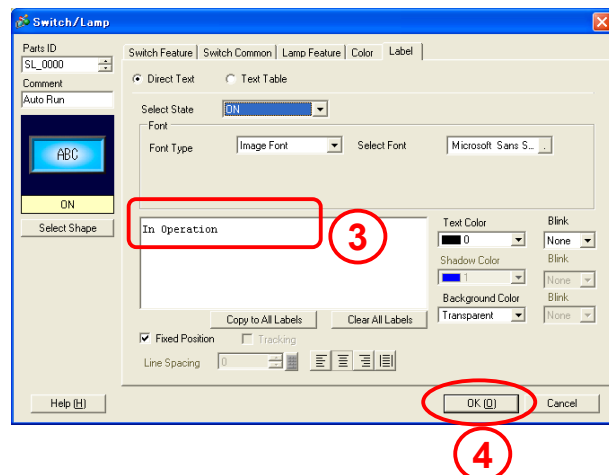 Switch/Lamp
Parts ID
SL_0000
Comment
Auto Run
ABC
ON
Select Shape
Switch Feature Switch Common Lamp Feature Color Label
Direct Text Text Table
Select State ON
Font
Font Type Image Font Select Font Microsoft Sans S... .
In Operation
3
Text Color Blink
0 None
Shadow Color Blink
1 None
Background Color Blink
Transparent None
Copy to All Labels Clear All Labels
Fixed Position Tracking
Line Spacing 0
Help (H) OK (O) Cancel
4